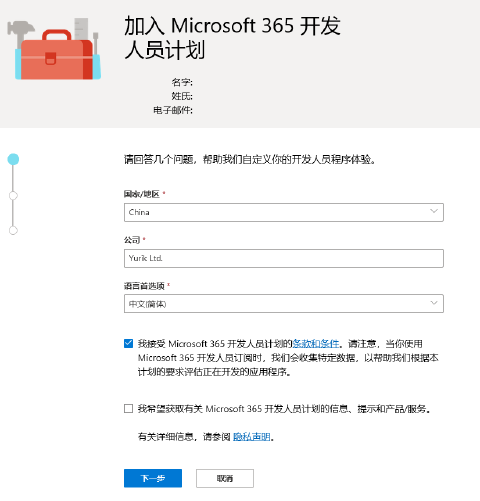 加入 Microsoft 365 开发
人员计划
名字:
姓氏:
电子邮件:
请回答几个问题，帮助我们自定义你的开发人员程序体验。
国家/地区 *
China
公司 *
Yurik Ltd.
语言首选项 *
中文(简体)
我接受 Microsoft 365 开发人员计划的条款和条件。请注意，当你使用
Microsoft 365 开发人员订阅时，我们会收集特定数据，以帮助我们根据本
计划的要求评估正在开发的应用程序。
我希望获取有关 Microsoft 365 开发人员计划的信息、提示和产品/服务。
有关详细信息，请参阅 隐私声明。
下一步 取消